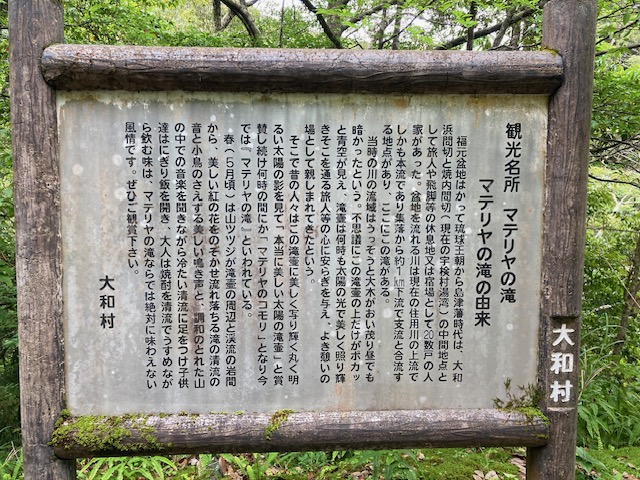 観光名所 マテリヤの滝
マテリヤの滝の由来
福元盆地はかって琉球王朝から島津藩時代は、大和
浜間切と焼内間切(現在の宇検村湯湾)の中間地点と
して旅人や飛脚等の休息地又は宿場として20数戸の人
家があった。盆地を流れる川は現在の住用川の上流で
しかも本流であり集落から約1㎞下流で支流と合流す
る地点があり、ここにこの滝がある。
当時の川の流域はうっそうと大木がおい茂り昼でも
暗かったという。不思議にこの滝壷の上だけがポカッ
と青空が見え、滝壷は何時も太陽の光で美しく照り輝
きそこを通る旅人等の心に安らぎを与え、よき憩いの
場として親しまれてきたという。
そこで昔の人々はこの滝壷に美しく写り輝く丸く明
るい太陽の影を見て「本当に美しい太陽の滝壷」と賞
賛し続け何時の間にか「マテリヤのコモリ」となり今
では『マテリヤの滝』といわれている。
春(5月頃)は山ツツジが滝壷の周辺と渓流の岩間
から、美しい紅の花をのぞかせ流れ落ちる滝の清流の
音と小鳥のさえずる美しい鳴き声と、調和のとれた山
の中での音楽を聞きながら冷たい清流に足をつけ子供
達はにぎり飯を開き、大人は焼酎を清流でうすめなが
ら飲む味は、マテリヤの滝ならでは絶対に味わえない
風情です。ぜひご観賞下さい。
大和村
大和村